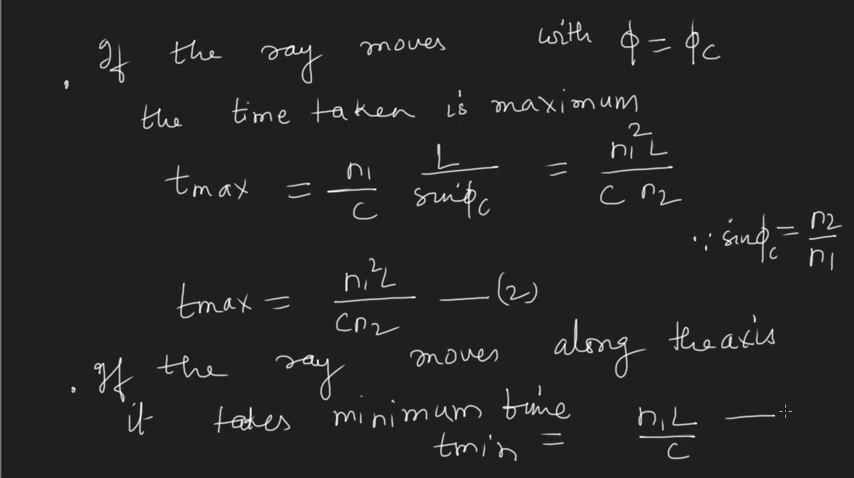 . If the ray moves with ϕ = ϕc
the time taken is maximum
tmax = n1/C L/sinϕc = n1²L/C n2
∵ sinϕc = n2/n1
tmax = n1²L/Cn2 — (2)
. If the ray moves along the axis
it takes minimum time
tmin = n1L/C —